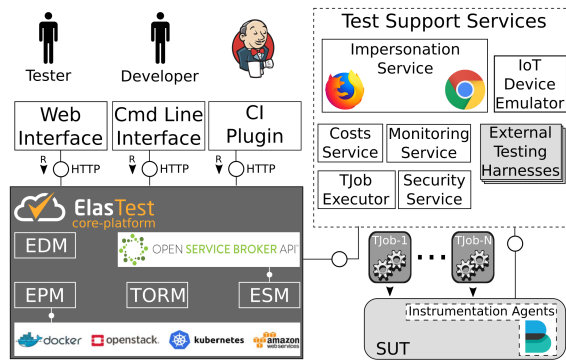 Tester
Developer
Web
Interface
Cmd Line
Interface
CI
Plugin
R
HTTP
R
HTTP
R
HTTP
ElasTest
core-platform
EDM
OPEN SERVICE BROKER API
EPM
TORM
ESM
docker
openstack.
kubernetes
amazon
webservices
Test Support Services
Impersonation
Service
IoT
Device
Emulator
Costs
Service
Monitoring
Service
External
Testing
Harnesses
TJob
Executor
Security
Service
TJob-1
TJob-N
Instrumentation Agents
SUT